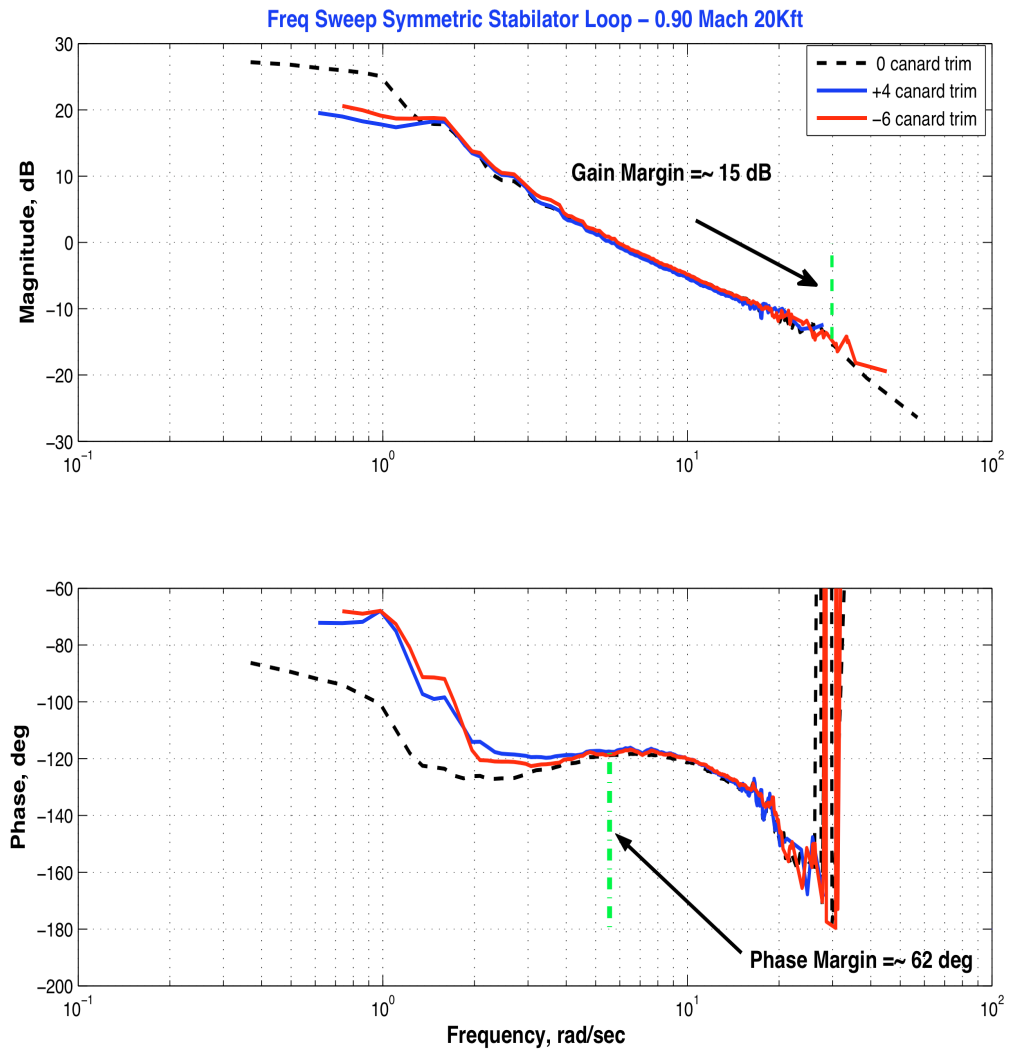 Freq Sweep Symmetric Stabilator Loop – 0.90 Mach 20Kft
30
20
10
0
−10
−20
−30
Magnitude, dB
0 canard trim
+4 canard trim
−6 canard trim
Gain Margin =~ 15 dB
10^−1
10^0
10^1
10^2
−60
−80
−100
−120
−140
−160
−180
−200
Phase, deg
Phase Margin =~ 62 deg
10^−1
10^0
10^1
10^2
Frequency, rad/sec